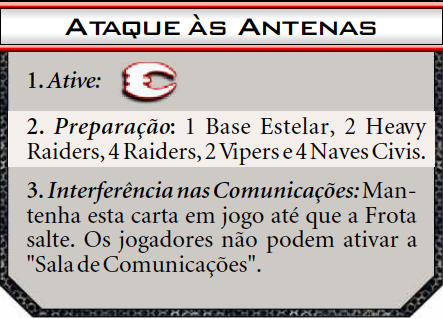 ATAQUE ÀS ANTENAS
1. Ative:
2. Preparação: 1 Base Estelar, 2 Heavy
Raiders, 4 Raiders, 2 Vipers e 4 Naves Civis.
3. Interferência nas Comunicações: Man-
tenha esta carta em jogo até que a Frota
salte. Os jogadores não podem ativar a
"Sala de Comunicações".